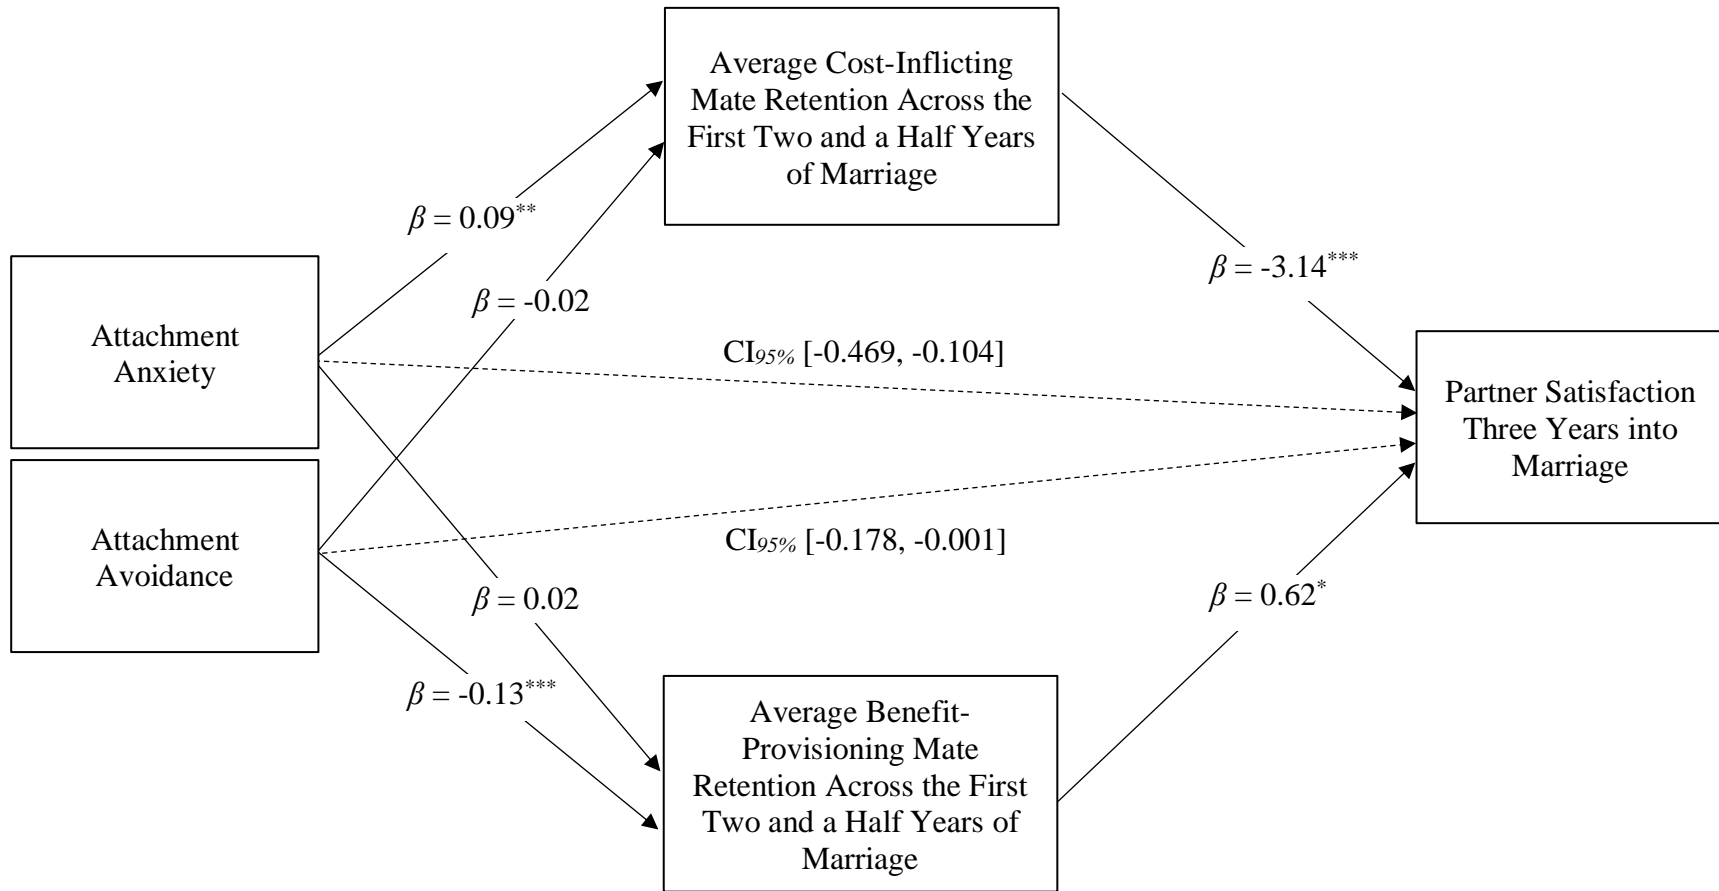 Average Cost-Inflicting
Mate Retention Across the
First Two and a Half Years
of Marriage
β = 0.09**
β = -3.14***
β = -0.02
Attachment
Anxiety
CI95% [-0.469, -0.104]
Partner Satisfaction
Three Years into
Marriage
Attachment
Avoidance
CI95% [-0.178, -0.001]
β = 0.02
β = 0.62*
β = -0.13***
Average Benefit-
Provisioning Mate
Retention Across the First
Two and a Half Years of
Marriage